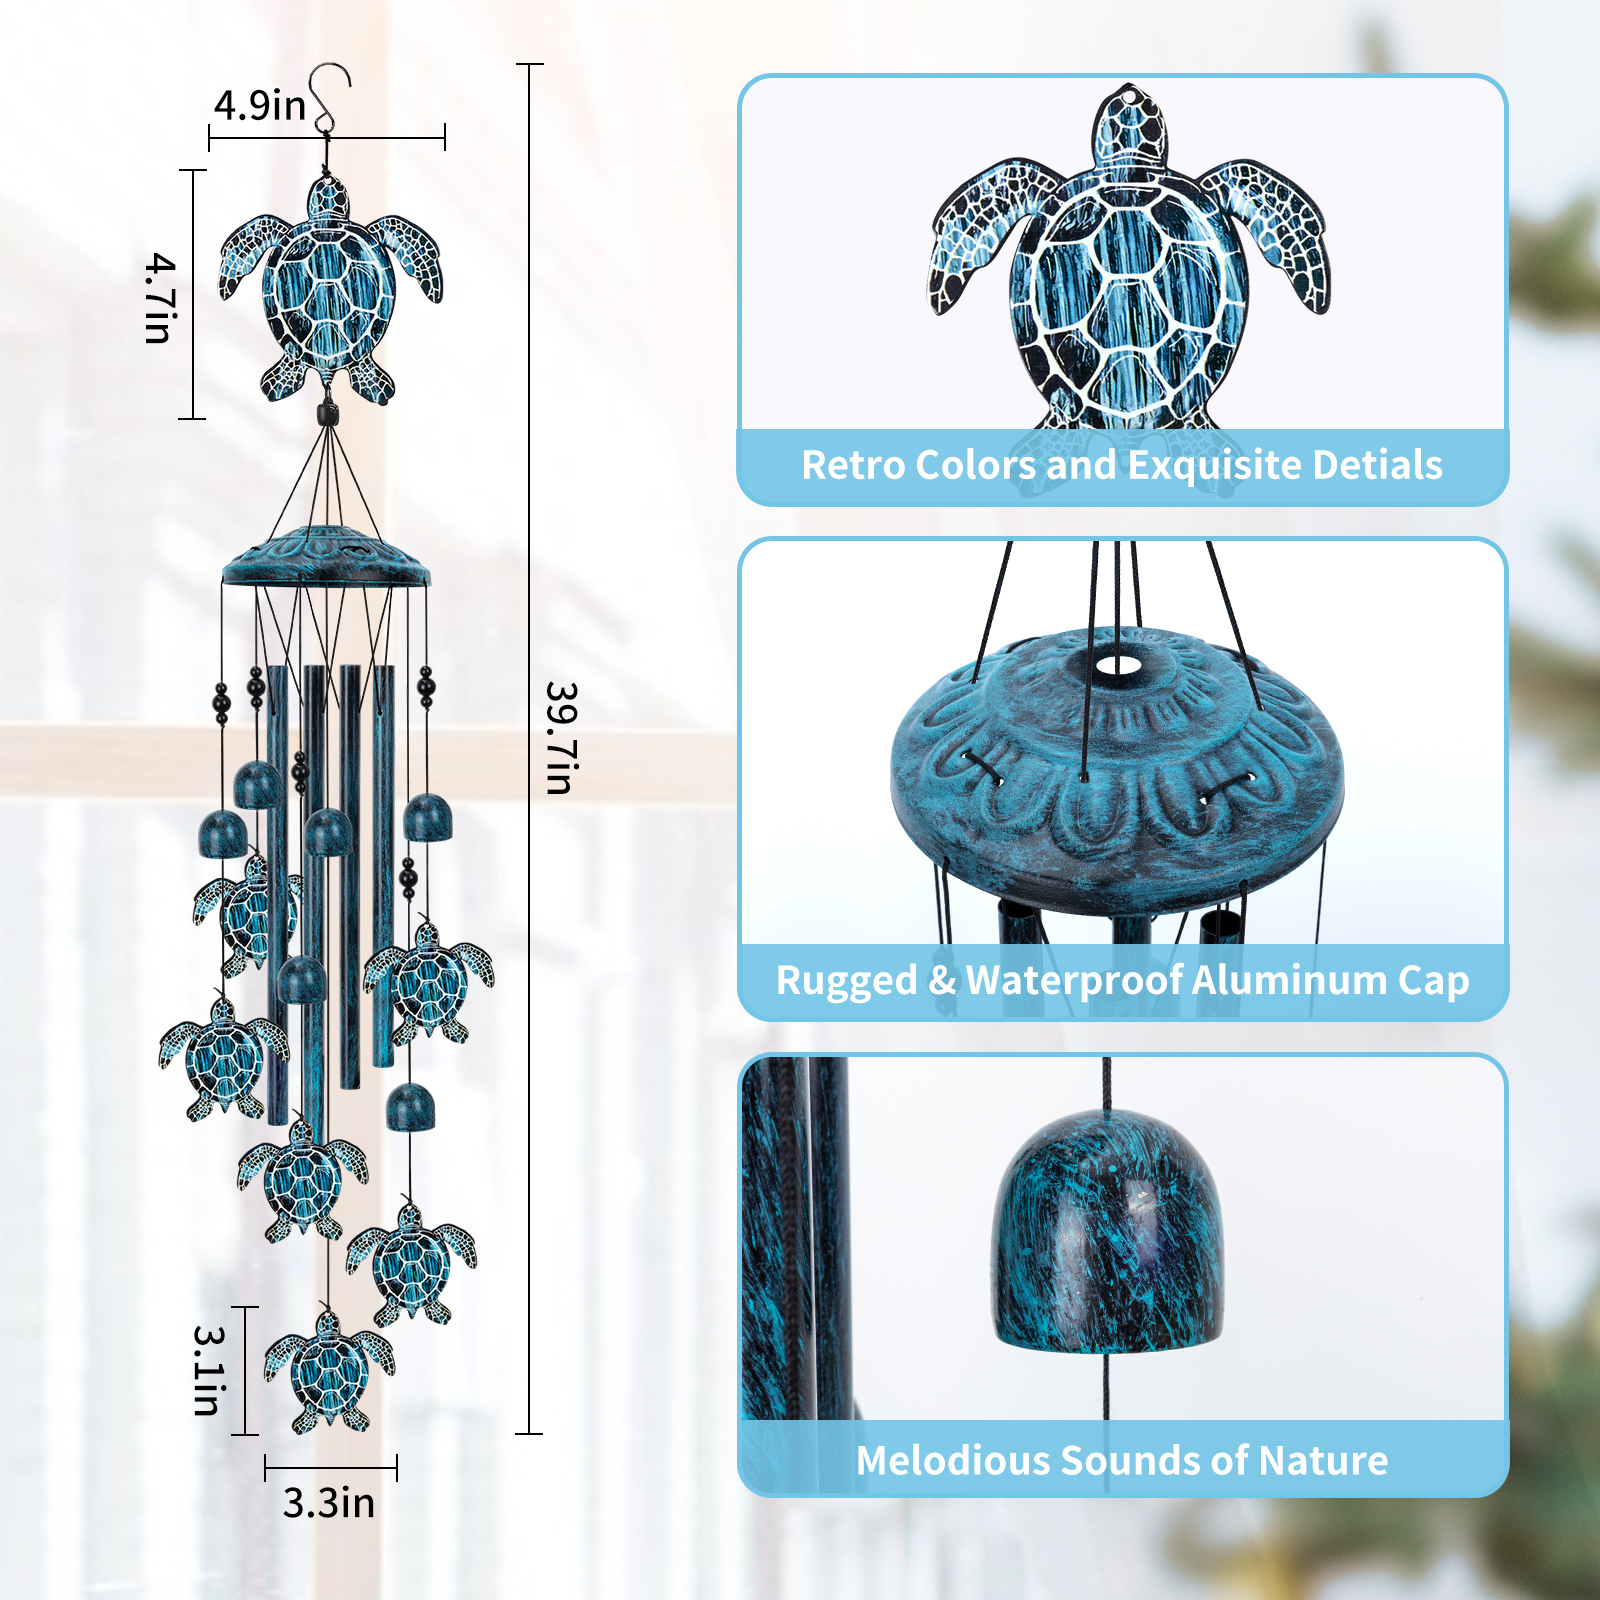 4.9in
4.7in
39.7in
3.1in
3.3in
Retro Colors and Exquisite Detials
Rugged & Waterproof Aluminum Cap
Melodious Sounds of Nature